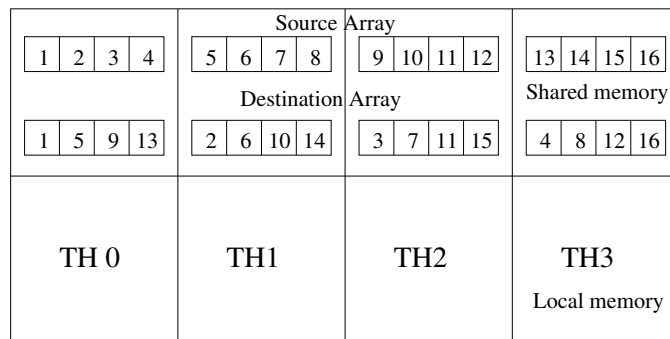 Source Array
1 2 3 4 5 6 7 8 9 10 11 12 13 14 15 16
Destination Array Shared memory
1 5 9 13 2 6 10 14 3 7 11 15 4 8 12 16
TH 0 TH1 TH2 TH3
Local memory